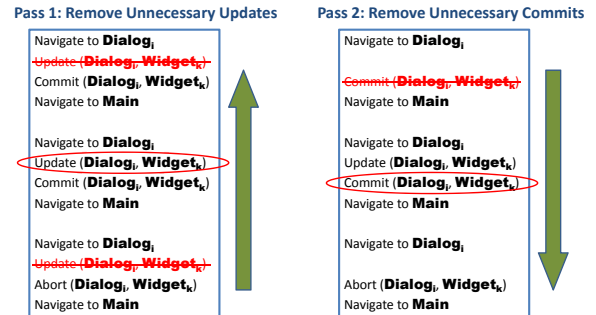 Pass 1: Remove Unnecessary Updates
Navigate to Dialogi
Update (Dialogi, Widgetk)
Commit (Dialogi, Widgetk)
Navigate to Main
Navigate to Dialogi
Update (Dialogi, Widgetk)
Commit (Dialogi, Widgetk)
Navigate to Main
Navigate to Dialogi
Update (Dialogi, Widgetk)
Abort (Dialogi, Widgetk)
Navigate to Main
Pass 2: Remove Unnecessary Commits
Navigate to Dialogi
Commit (Dialogi, Widgetk)
Navigate to Main
Navigate to Dialogi
Update (Dialogi, Widgetk)
Commit (Dialogi, Widgetk)
Navigate to Main
Navigate to Dialogi
Abort (Dialogi, Widgetk)
Navigate to Main